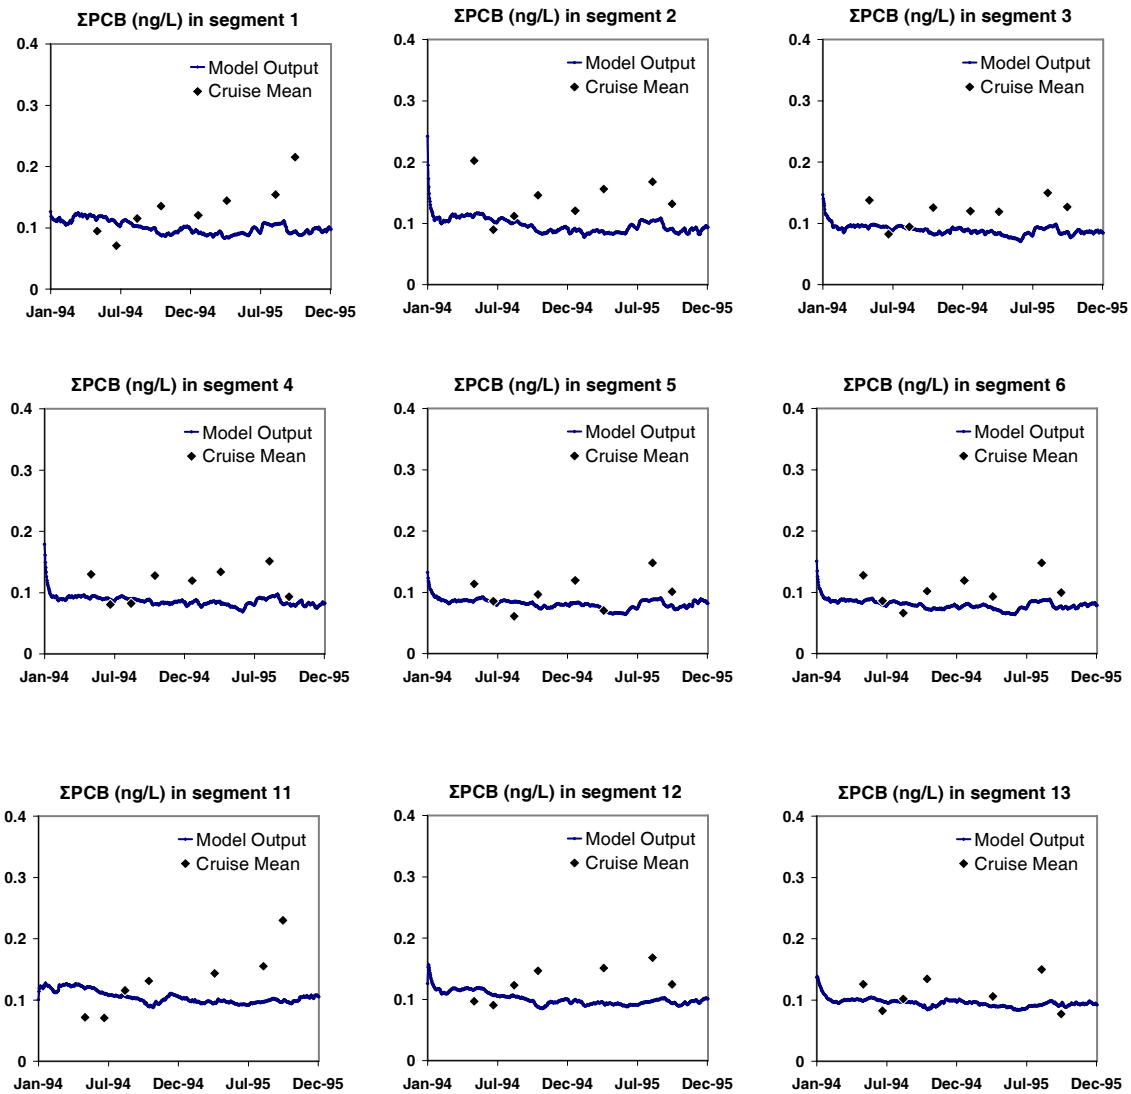 ΣPCB (ng/L) in segment 1
0.4
0.3
0.2
0.1
0
Model Output
Cruise Mean
Jan-94 Jul-94 Dec-94 Jul-95 Dec-95
ΣPCB (ng/L) in segment 2
0.4
0.3
0.2
0.1
0
Model Output
Cruise Mean
Jan-94 Jul-94 Dec-94 Jul-95 Dec-95
ΣPCB (ng/L) in segment 3
0.4
0.3
0.2
0.1
0
Model Output
Cruise Mean
Jan-94 Jul-94 Dec-94 Jul-95 Dec-95
ΣPCB (ng/L) in segment 4
0.4
0.3
0.2
0.1
0
Model Output
Cruise Mean
Jan-94 Jul-94 Dec-94 Jul-95 Dec-95
ΣPCB (ng/L) in segment 5
0.4
0.3
0.2
0.1
0
Model Output
Cruise Mean
Jan-94 Jul-94 Dec-94 Jul-95 Dec-95
ΣPCB (ng/L) in segment 6
0.4
0.3
0.2
0.1
0
Model Output
Cruise Mean
Jan-94 Jul-94 Dec-94 Jul-95 Dec-95
ΣPCB (ng/L) in segment 11
0.4
0.3
0.2
0.1
0
Model Output
Cruise Mean
Jan-94 Jul-94 Dec-94 Jul-95 Dec-95
ΣPCB (ng/L) in segment 12
0.4
0.3
0.2
0.1
0
Model Output
Cruise Mean
Jan-94 Jul-94 Dec-94 Jul-95 Dec-95
ΣPCB (ng/L) in segment 13
0.4
0.3
0.2
0.1
0
Model Output
Cruise Mean
Jan-94 Jul-94 Dec-94 Jul-95 Dec-95